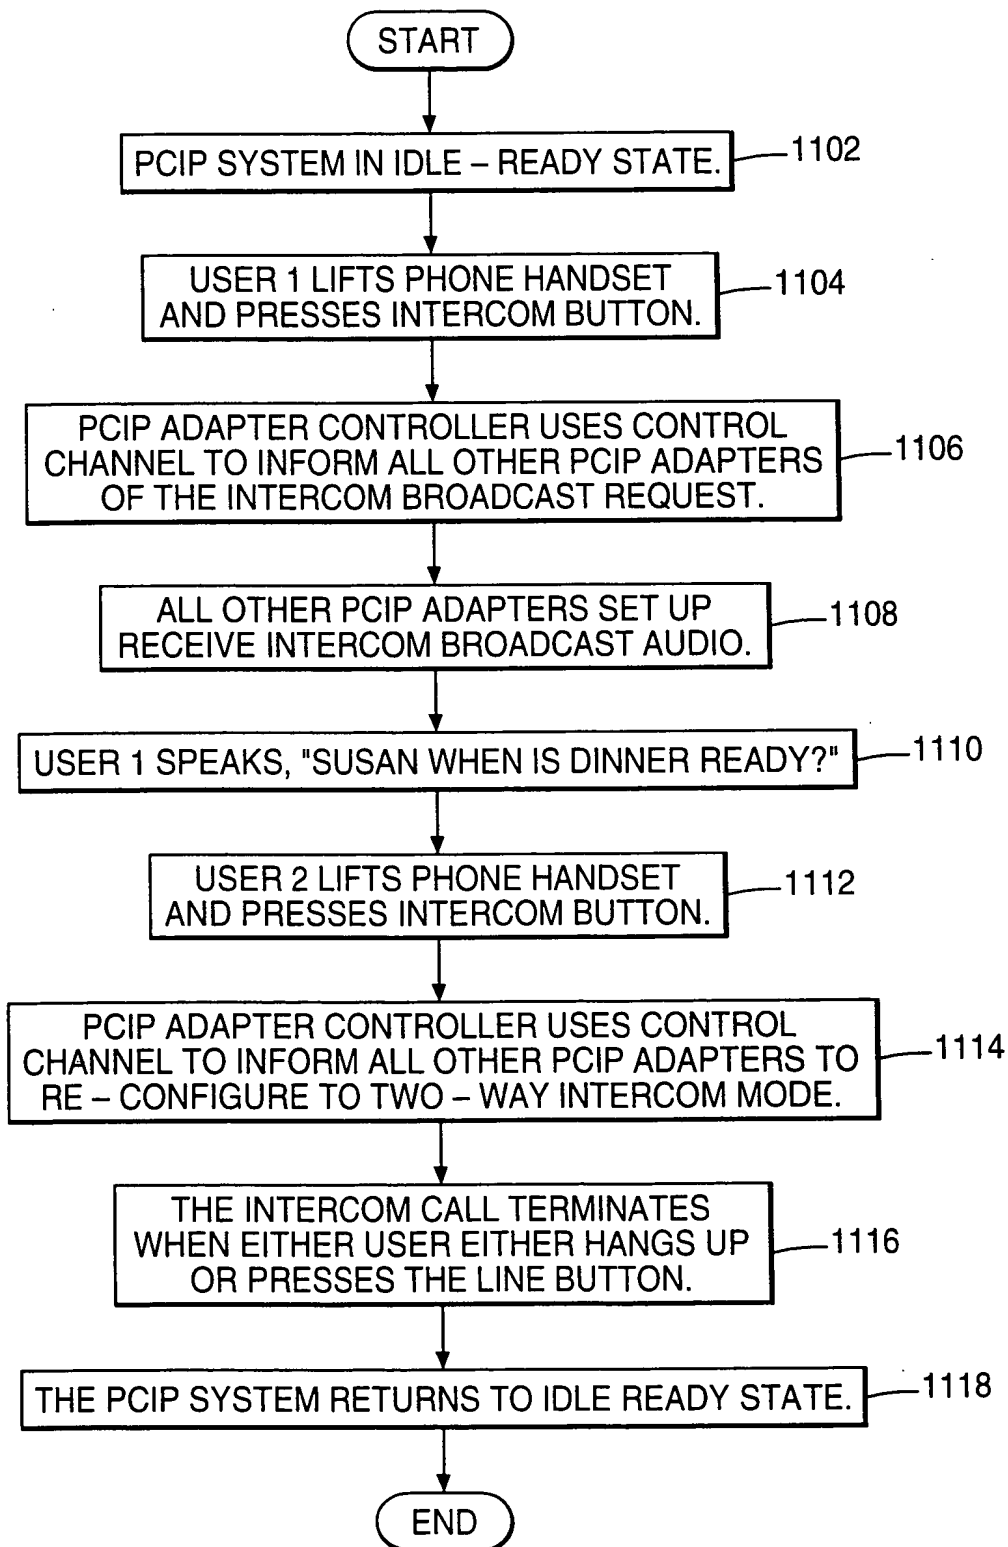 START
PCIP SYSTEM IN IDLE – READY STATE.
1102
USER 1 LIFTS PHONE HANDSET
AND PRESSES INTERCOM BUTTON.
1104
PCIP ADAPTER CONTROLLER USES CONTROL
CHANNEL TO INFORM ALL OTHER PCIP ADAPTERS
OF THE INTERCOM BROADCAST REQUEST.
1106
ALL OTHER PCIP ADAPTERS SET UP
RECEIVE INTERCOM BROADCAST AUDIO.
1108
USER 1 SPEAKS, "SUSAN WHEN IS DINNER READY?"
1110
USER 2 LIFTS PHONE HANDSET
AND PRESSES INTERCOM BUTTON.
1112
PCIP ADAPTER CONTROLLER USES CONTROL
CHANNEL TO INFORM ALL OTHER PCIP ADAPTERS TO
RE – CONFIGURE TO TWO – WAY INTERCOM MODE.
1114
THE INTERCOM CALL TERMINATES
WHEN EITHER USER EITHER HANGS UP
OR PRESSES THE LINE BUTTON.
1116
THE PCIP SYSTEM RETURNS TO IDLE READY STATE.
1118
END